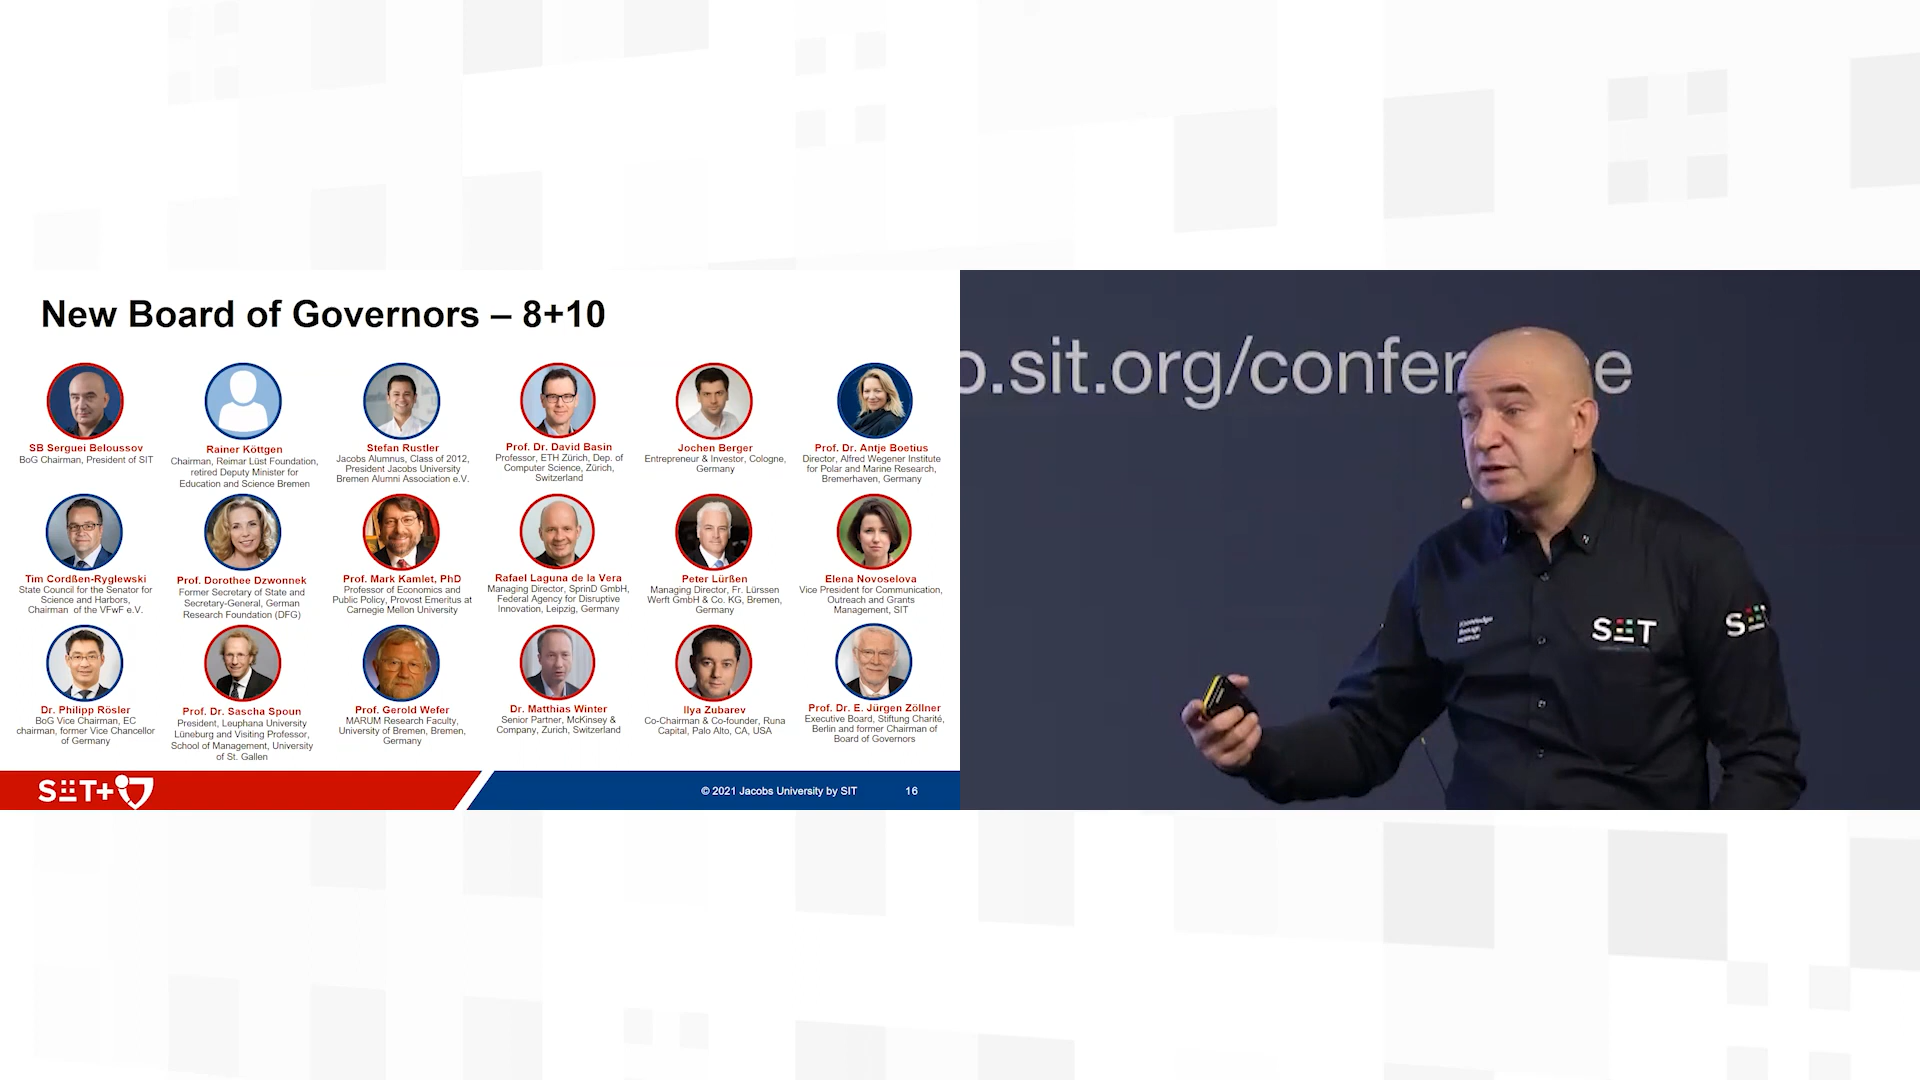 New Board of Governors – 8+10
SB Serguei Beloussov
BoG Chairman, President of SIT
Rainer Köttgen
Chairman, Reimar Lüst Foundation,
retired Deputy Minister for
Education and Science Bremen
Stefan Rustler
Jacobs Alumnus, Class of 2012,
President Jacobs University
Bremen Alumni Association e.V.
Prof. Dr. David Basin
Professor, ETH Zürich, Dep. of
Computer Science, Zürich,
Switzerland
Jochen Berger
Entrepreneur & Investor, Cologne,
Germany
Prof. Dr. Antje Boetius
Director, Alfred Wegener Institute
for Polar and Marine Research,
Bremerhaven, Germany
Tim Cordßen-Ryglewski
State Council for the Senator for
Science and Harbors,
Chairman of the VFwF e.V.
Prof. Dorothee Dzwonnek
Former Secretary of State and
Secretary-General, German
Research Foundation (DFG)
Prof. Mark Kamlet, PhD
Professor of Economics and
Public Policy, Provost Emeritus at
Carnegie Mellon University
Rafael Laguna de la Vera
Managing Director, SprinD GmbH,
Federal Agency for Disruptive
Innovation, Leipzig, Germany
Peter Lürßen
Managing Director, Fr. Lürssen
Werft GmbH & Co. KG, Bremen,
Germany
Elena Novoselova
Vice President for Communication,
Outreach and Grants
Management, SIT
Dr. Philipp Rösler
BoG Vice Chairman, EC
chairman, former Vice Chancellor
of Germany
Prof. Dr. Sascha Spoun
President, Leuphana University
Lüneburg and Visiting Professor,
School of Management, University
of St. Gallen
Prof. Gerold Wefer
MARUM Research Faculty,
University of Bremen, Bremen,
Germany
Dr. Matthias Winter
Senior Partner, McKinsey &
Company, Zurich, Switzerland
Ilya Zubarev
Co-Chairman & Co-founder, Runa
Capital, Palo Alto, CA, USA
Prof. Dr. E. Jürgen Zöllner
Executive Board, Stiftung Charité,
Berlin and former Chairman of
Board of Governors
SIT+
© 2021 Jacobs University by SIT
16
.sit.org/confer e
SIT